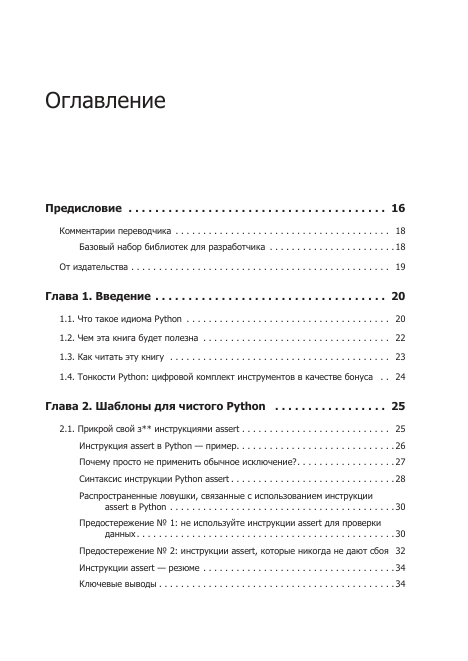 Оглавление
Предисловие . . . . . . . . . . . . . . . . . . . . . . . . . . . . . . . . . . . . . . . 16
Комментарии переводчика . . . . . . . . . . . . . . . . . . . . . . . . . . . . . . . . . . . . . . 18
Базовый набор библиотек для разработчика . . . . . . . . . . . . . . . . . . . . . . 18
От издательства . . . . . . . . . . . . . . . . . . . . . . . . . . . . . . . . . . . . . . . . . . . . . . 19
Глава 1. Введение . . . . . . . . . . . . . . . . . . . . . . . . . . . . . . . . . . . 20
1.1. Что такое идиома Python . . . . . . . . . . . . . . . . . . . . . . . . . . . . . . . . . . . . 20
1.2. Чем эта книга будет полезна . . . . . . . . . . . . . . . . . . . . . . . . . . . . . . . . . 22
1.3. Как читать эту книгу . . . . . . . . . . . . . . . . . . . . . . . . . . . . . . . . . . . . . . . 23
1.4. Тонкости Python: цифровой комплект инструментов в качестве бонуса . . 24
Глава 2. Шаблоны для чистого Python . . . . . . . . . . . . . . . . . 25
2.1. Прикрой свой з** инструкциями assert . . . . . . . . . . . . . . . . . . . . . . . . . . 25
Инструкция assert в Python — пример. . . . . . . . . . . . . . . . . . . . . . . . . . . . 26
Почему просто не применить обычное исключение?. . . . . . . . . . . . . . . . . 27
Синтаксис инструкции Python assert . . . . . . . . . . . . . . . . . . . . . . . . . . . . . 28
Распространенные ловушки, связанные с использованием инструкции
assert в Python . . . . . . . . . . . . . . . . . . . . . . . . . . . . . . . . . . . . . . . . 30
Предостережение № 1: не используйте инструкции assert для проверки
данных . . . . . . . . . . . . . . . . . . . . . . . . . . . . . . . . . . . . . . . . . . . . . . 30
Предостережение № 2: инструкции assert, которые никогда не дают сбоя 32
Инструкции assert — резюме . . . . . . . . . . . . . . . . . . . . . . . . . . . . . . . . . . 34
Ключевые выводы . . . . . . . . . . . . . . . . . . . . . . . . . . . . . . . . . . . . . . . . . . 34